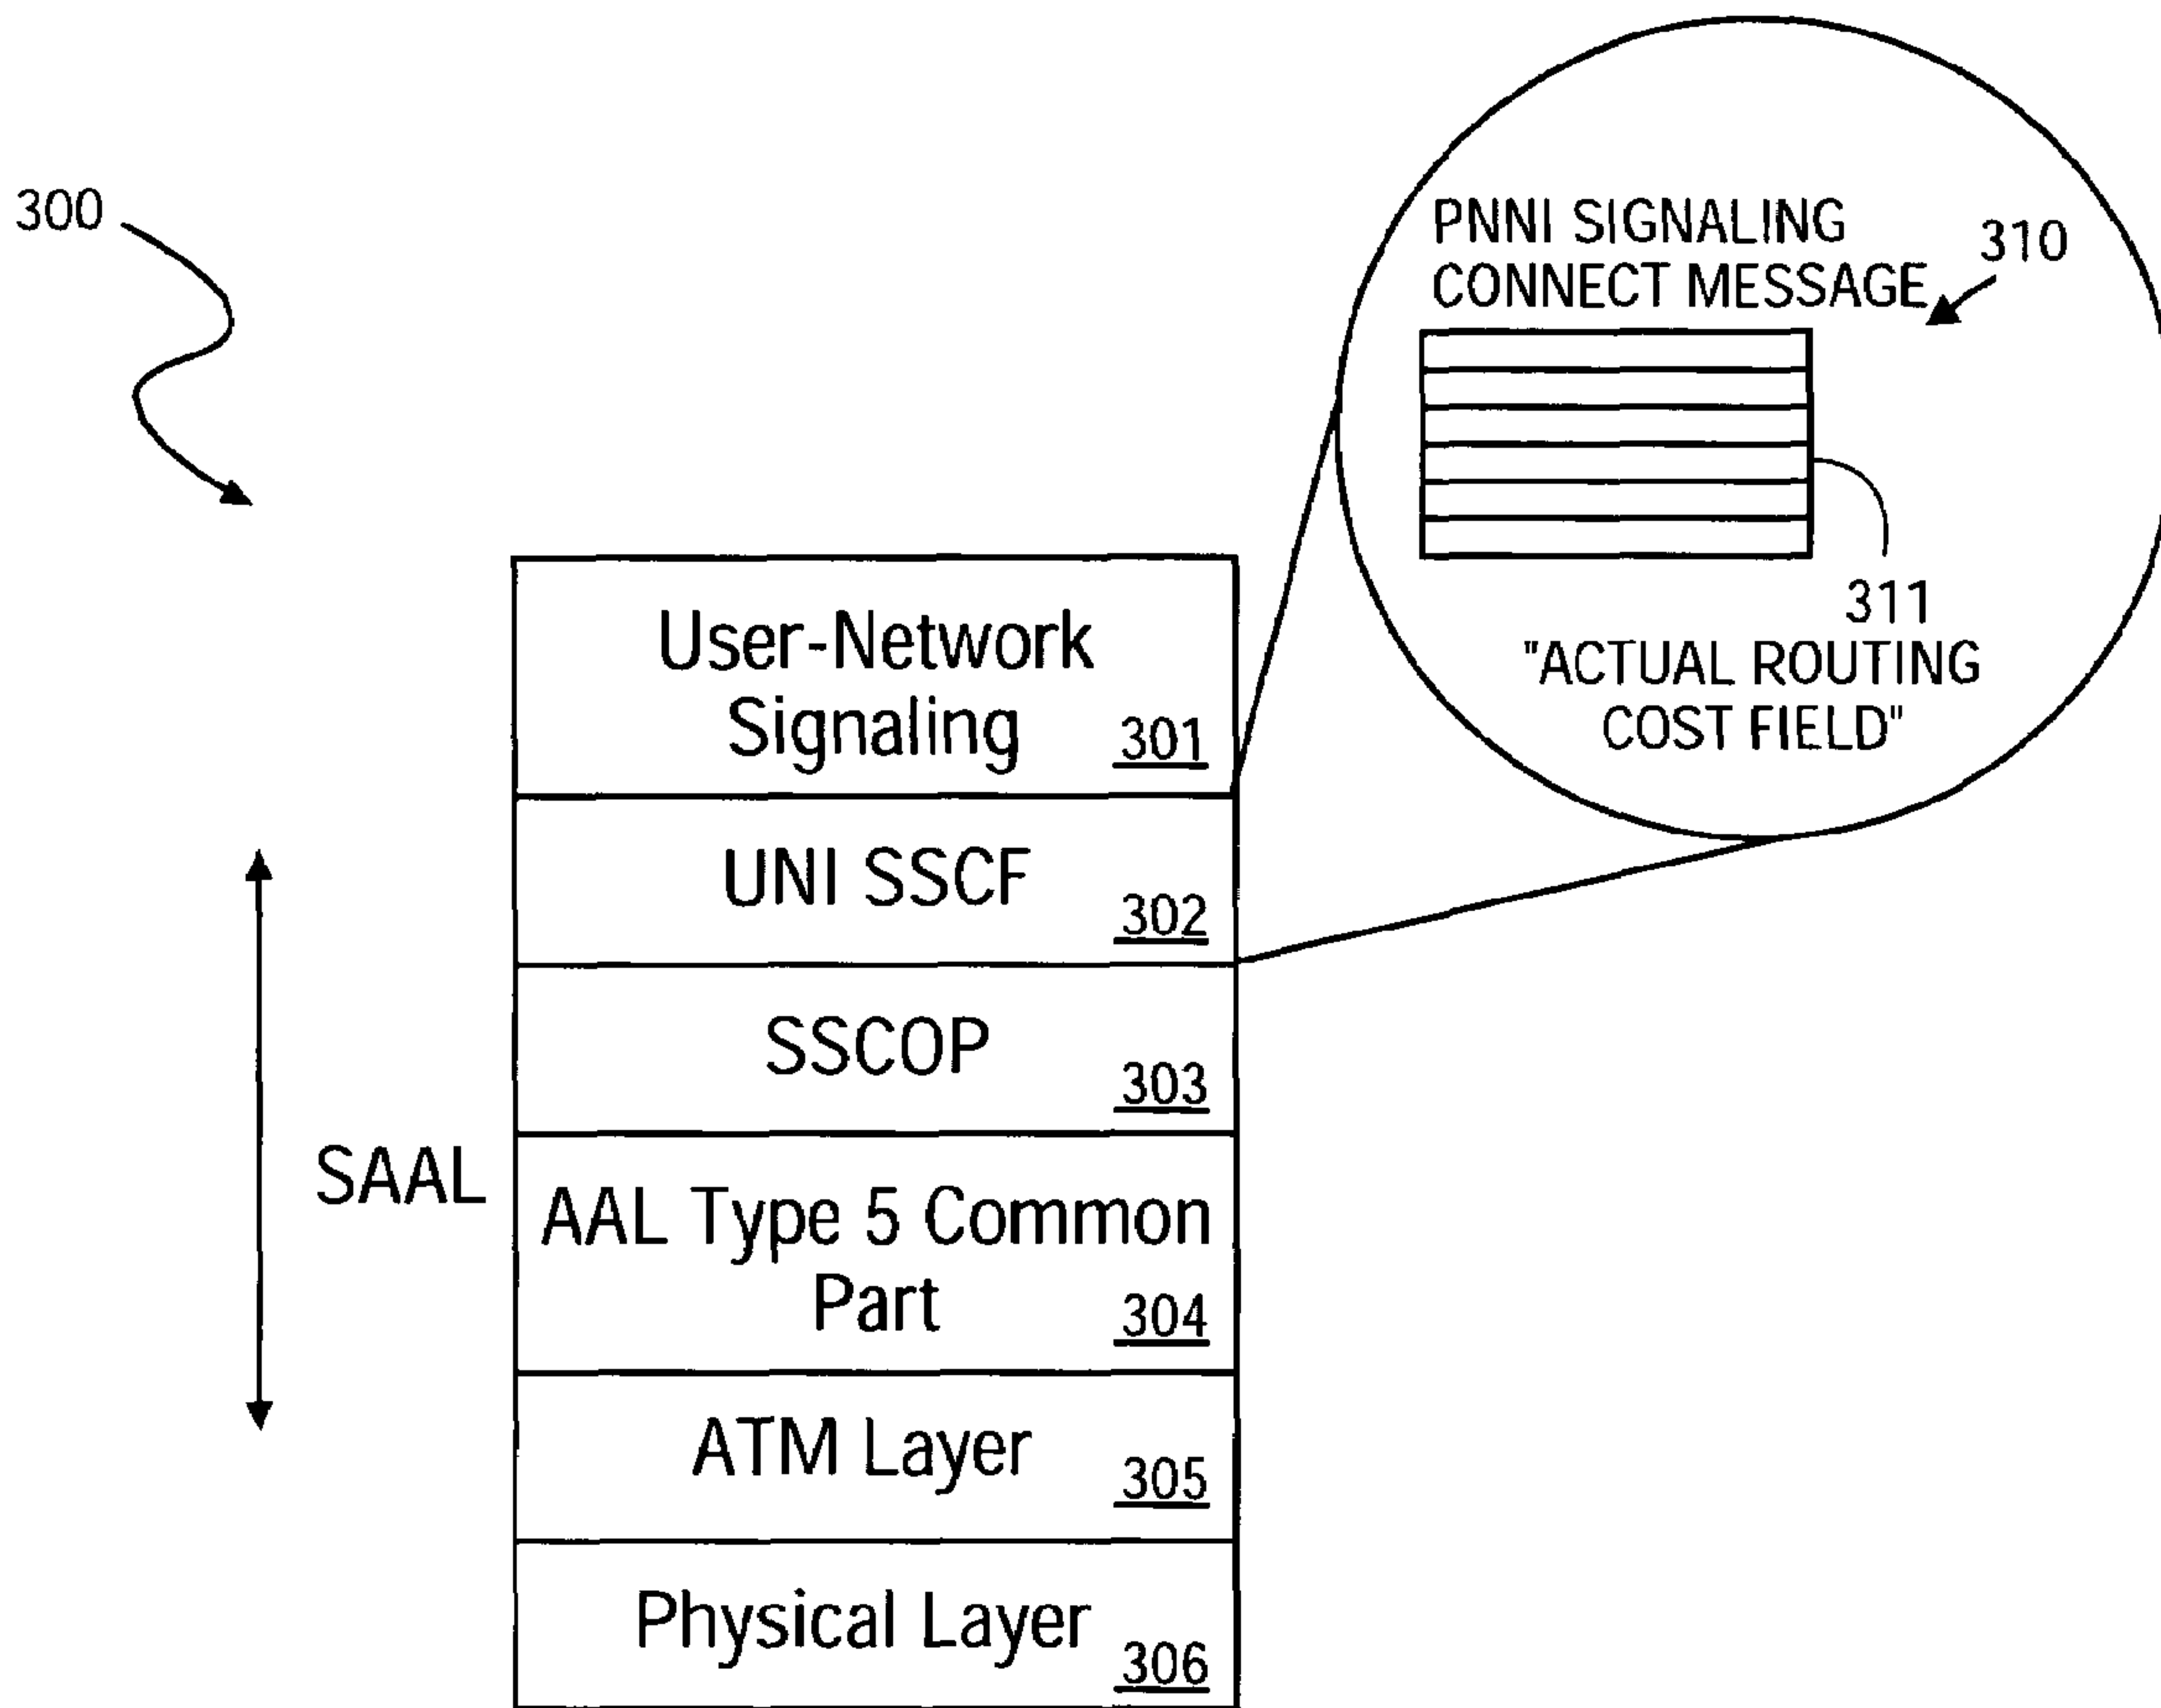 300
PNNI SIGNALING
CONNECT MESSAGE
310
311
"ACTUAL ROUTING
COST FIELD"
User-Network
Signaling 301
UNI SSCF 302
SSCOP 303
SAAL
AAL Type 5 Common
Part 304
ATM Layer 305
Physical Layer 306